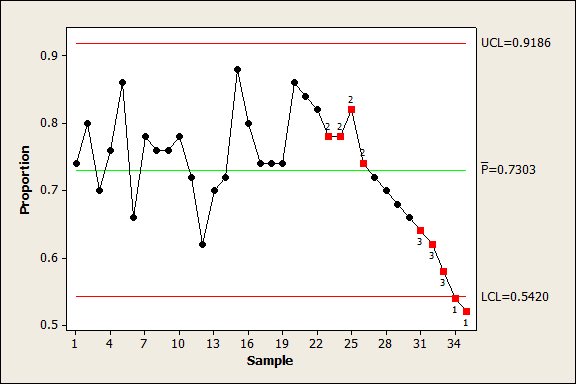 UCL=0.9186
0.9
0.8
0.7
0.6
0.5
Proportion
2
2 2
2
P̄=0.7303
3
3
3
LCL=0.5420
1
1
1 4 7 10 13 16 19 22 25 28 31 34
Sample